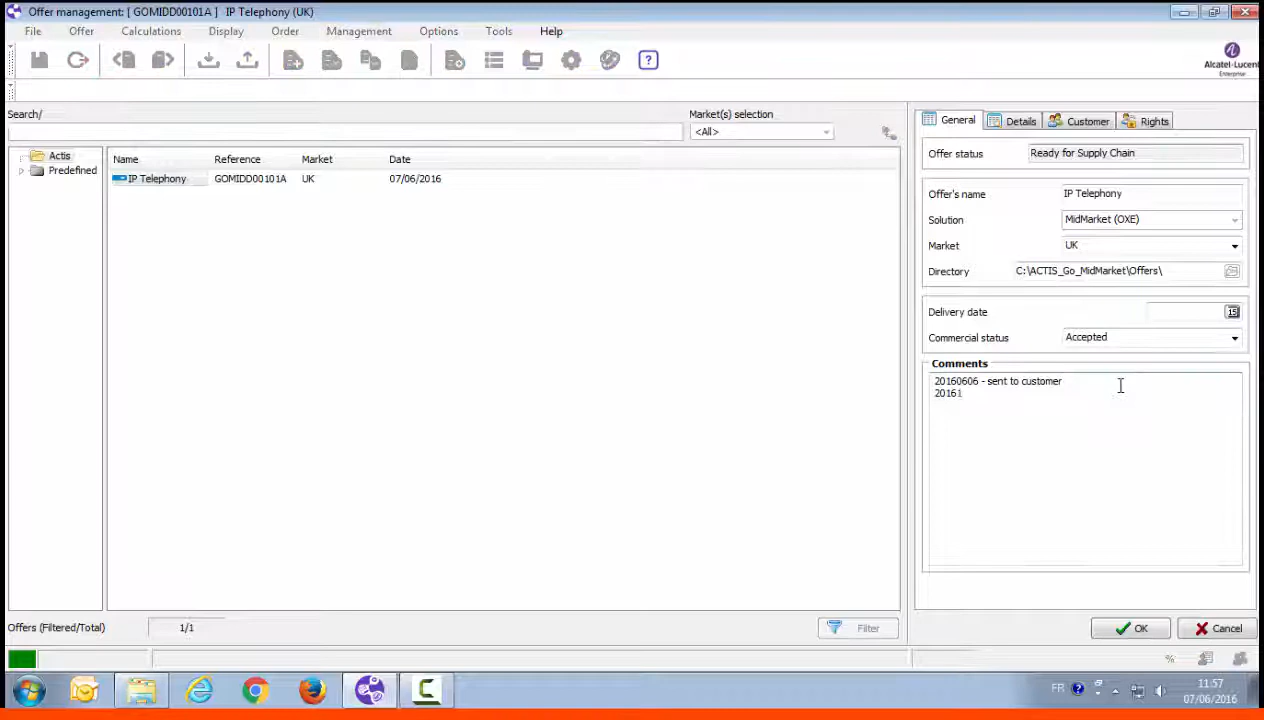 Offer management: [ GOMIDD00101A ] IP Telephony (UK)
File Offer Calculations Display Order Management Options Tools Help
Alcatel-Lucent
Enterprise
Search/
Market(s) selection
<All>
Actis
Predefined
Name Reference Market Date
IP Telephony GOMIDD00101A UK 07/06/2016
General Details Customer Rights
Offer status Ready for Supply Chain
Offer's name IP Telephony
Solution MidMarket (OXE)
Market UK
Directory C:\ACTIS_Go_MidMarket\Offers\
Delivery date 15
Commercial status Accepted
Comments
20160606 - sent to customer
20161
Offers (Filtered/Total) 1/1 Filter
OK Cancel
%
FR ? 11:57
07/06/2016